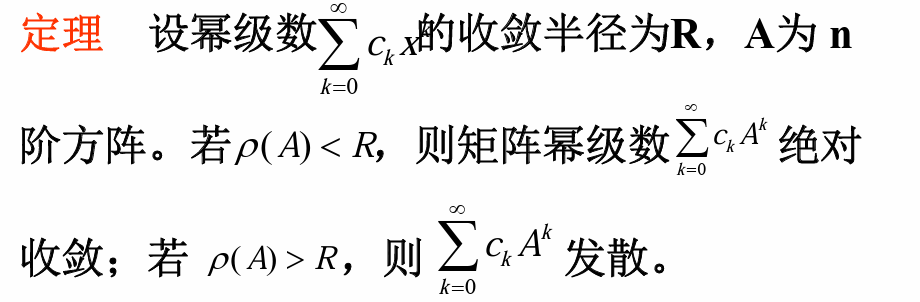 定理 设幂级数 $\sum_{k=0}^{\infty} c_k x^k$ 的收敛半径为R，A为 n
阶方阵。若 $\rho(A) < R$，则矩阵幂级数 $\sum_{k=0}^{\infty} c_k A^k$ 绝对
收敛；若 $\rho(A) > R$，则 $\sum_{k=0}^{\infty} c_k A^k$ 发散。